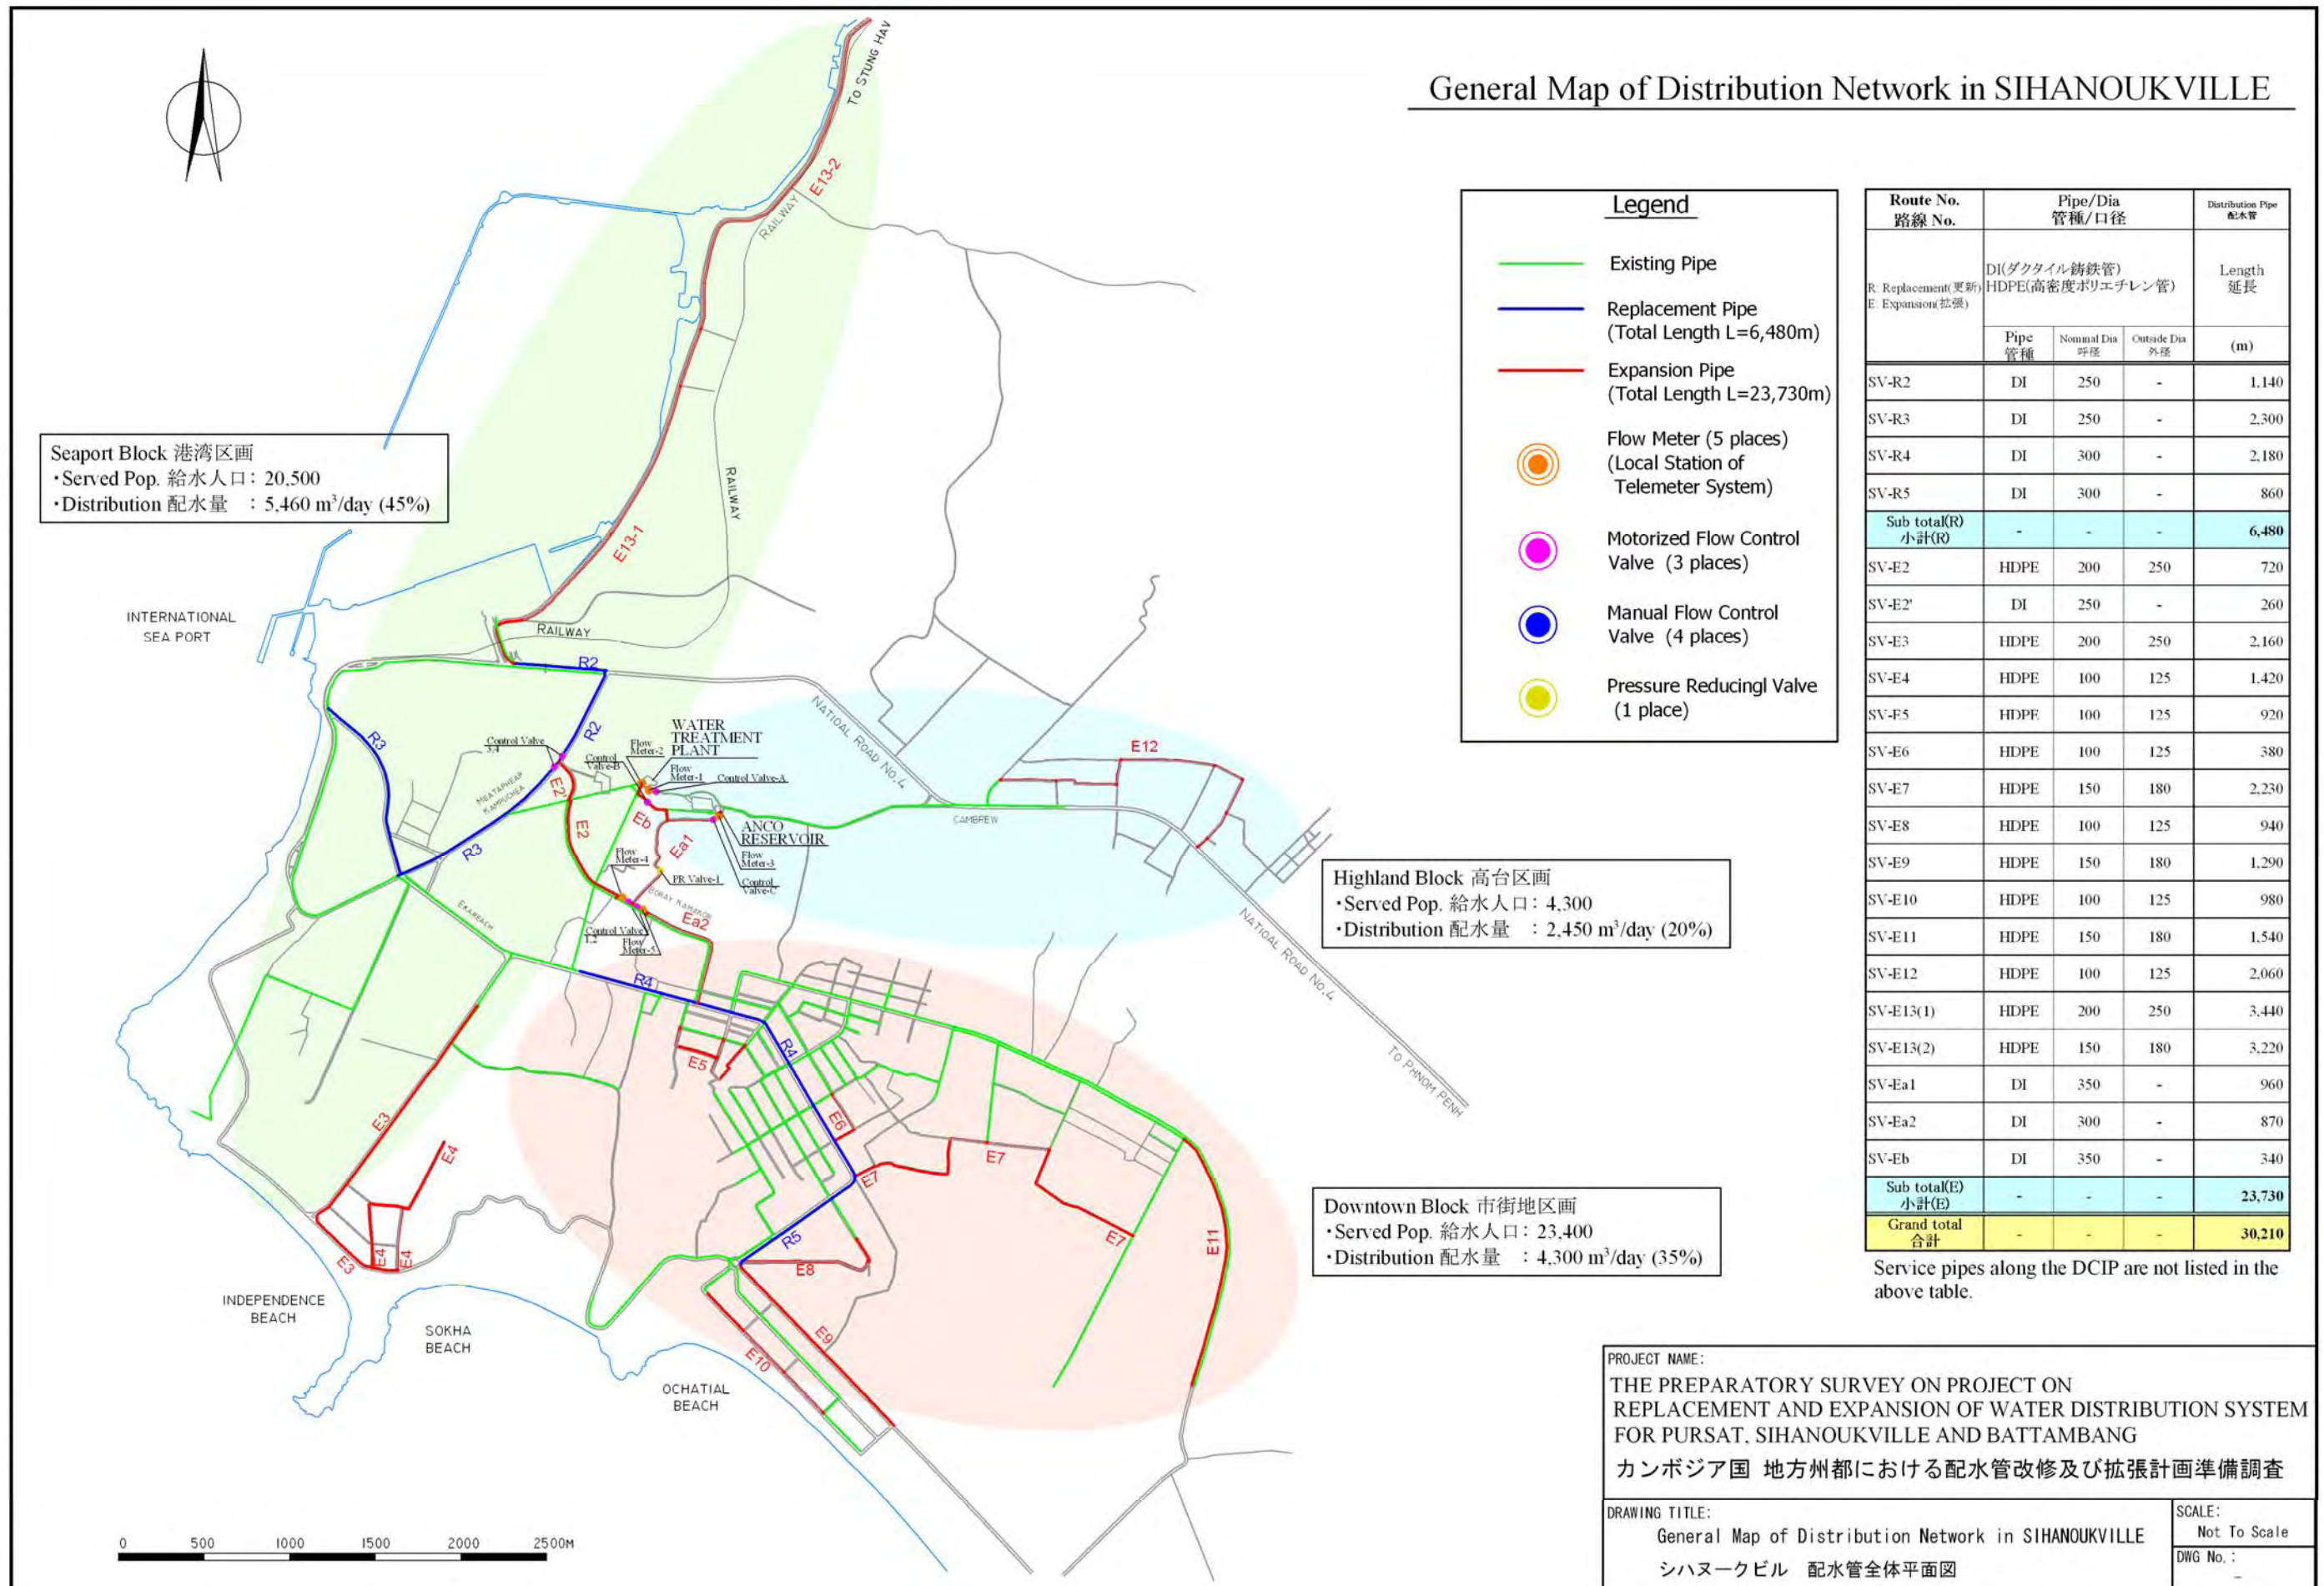 General Map of Distribution Network in SIHANOUKVILLE
Legend
Existing Pipe
Replacement Pipe
(Total Length L=6,480m)
Expansion Pipe
(Total Length L=23,730m)
Flow Meter (5 places)
(Local Station of
Telemeter System)
Motorized Flow Control
Valve (3 places)
Manual Flow Control
Valve (4 places)
Pressure Reducingl Valve
(1 place)
Route No. Pipe/Dia Distribution Pipe
路線 No. 管種/口径 配水管
R: Replacement(更新)
E: Expansion(拡張)
DI(ダクタイル鋳鉄管)
HDPE(高密度ポリエチレン管)
Length
延長
Pipe Nominal Dia Outside Dia (m)
管種 呼径 外径
SV-R2 DI 250 - 1,140
SV-R3 DI 250 - 2,300
SV-R4 DI 300 - 2,180
SV-R5 DI 300 - 860
Sub total(R) - - - 6,480
小計(R)
SV-E2 HDPE 200 250 720
SV-E2' DI 250 - 260
SV-E3 HDPE 200 250 2,160
SV-E4 HDPE 100 125 1,420
SV-E5 HDPE 100 125 920
SV-E6 HDPE 100 125 380
SV-E7 HDPE 150 180 2,230
SV-E8 HDPE 100 125 940
SV-E9 HDPE 150 180 1,290
SV-E10 HDPE 100 125 980
SV-E11 HDPE 150 180 1,540
SV-E12 HDPE 100 125 2,060
SV-E13(1) HDPE 200 250 3,440
SV-E13(2) HDPE 150 180 3,220
SV-Ea1 DI 350 - 960
SV-Ea2 DI 300 - 870
SV-Eb DI 350 - 340
Sub total(E) - - - 23,730
小計(E)
Grand total - - - 30,210
合計
Service pipes along the DCIP are not listed in the
above table.
Seaport Block 港湾区画
・Served Pop. 給水人口: 20,500
・Distribution 配水量 : 5,460 m³/day (45%)
Highland Block 高台区画
・Served Pop. 給水人口: 4,300
・Distribution 配水量 : 2,450 m³/day (20%)
Downtown Block 市街地区画
・Served Pop. 給水人口: 23,400
・Distribution 配水量 : 4,300 m³/day (35%)
TO STUNG HAV
E13-2
RAILWAY
RAILWAY
E13-1
INTERNATIONAL
SEA PORT
RAILWAY
R2
NATIOAL ROAD NO.4
R2
R3
WATER
TREATMENT
PLANT
Control Valve
3,4
Flow
Meter-2
Control
Valve-B
Flow
Meter-1
Control Valve-A
E12
MEATAPHEAP
KAMPUCHEA
E2'
CAMBREW
Eb
E2
ANCO
RESERVOIR
Ea1
R3
Flow
Meter-4
Flow
Meter-3
PR Valve-1
Control
Valve-C
BORAY KAMAKOR
Ea2
EKAREACH
Control Valve
1,2
Flow
Meter-5
NATIOAL ROAD NO.4
R4
R4
E5
TO PHNOM PENH
E3
E6
E4
E7
E7
E7
E4
E4
E3
R5
E8
E11
INDEPENDENCE
BEACH
SOKHA
BEACH
E9
E10
OCHATIAL
BEACH
0 500 1000 1500 2000 2500M
PROJECT NAME:
THE PREPARATORY SURVEY ON PROJECT ON
REPLACEMENT AND EXPANSION OF WATER DISTRIBUTION SYSTEM
FOR PURSAT, SIHANOUKVILLE AND BATTAMBANG
カンボジア国 地方州都における配水管改修及び拡張計画準備調査
DRAWING TITLE:
General Map of Distribution Network in SIHANOUKVILLE
シハヌークビル 配水管全体平面図
SCALE:
Not To Scale
DWG No.:
-